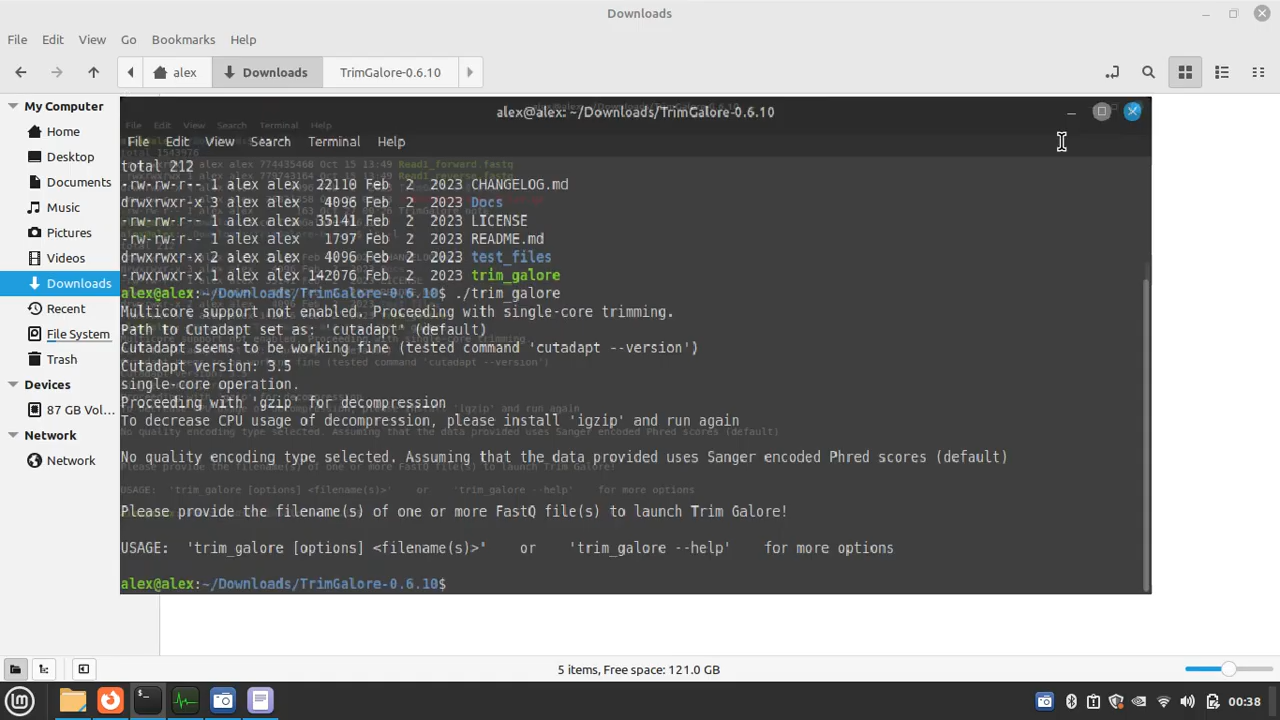 Downloads
File Edit View Go Bookmarks Help
alex Downloads TrimGalore-0.6.10
My Computer
Home
Desktop
Documents
Music
Pictures
Videos
Downloads
Recent
File System
Trash
Devices
87 GB Vol...
Network
Network
alex@alex: ~/Downloads/TrimGalore-0.6.10
File Edit View Search Terminal Help
total 212
-rw-rw-r-- 1 alex alex 22110 Feb 2 2023 CHANGELOG.md
drwxrwxr-x 3 alex alex 4096 Feb 2 2023 Docs
-rw-rw-r-- 1 alex alex 35141 Feb 2 2023 LICENSE
-rw-rw-r-- 1 alex alex 1797 Feb 2 2023 README.md
drwxrwxr-x 2 alex alex 4096 Feb 2 2023 test_files
-rwxrwxr-x 1 alex alex 142076 Feb 2 2023 trim_galore
alex@alex:~/Downloads/TrimGalore-0.6.10$ ./trim_galore
Multicore support not enabled. Proceeding with single-core trimming.
Path to Cutadapt set as: 'cutadapt' (default)
Cutadapt seems to be working fine (tested command 'cutadapt --version')
Cutadapt version: 3.5
single-core operation.
Proceeding with 'gzip' for decompression
To decrease CPU usage of decompression, please install 'igzip' and run again
No quality encoding type selected. Assuming that the data provided uses Sanger encoded Phred scores (default)
Please provide the filename(s) of one or more FastQ file(s) to launch Trim Galore!
USAGE: 'trim_galore [options] <filename(s)>' or 'trim_galore --help' for more options
alex@alex:~/Downloads/TrimGalore-0.6.10$
5 items, Free space: 121.0 GB
00:38